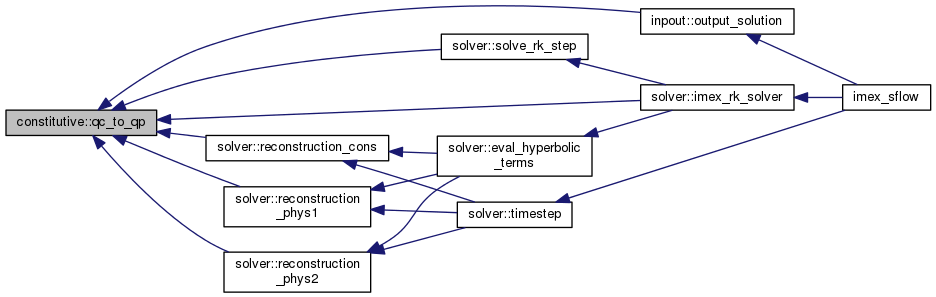 constitutive::qc_to_qp
inpout::output_solution
solver::solve_rk_step
solver::imex_rk_solver
imex_sflow
solver::reconstruction_cons
solver::eval_hyperbolic
_terms
solver::reconstruction
_phys1
solver::timestep
solver::reconstruction
_phys2